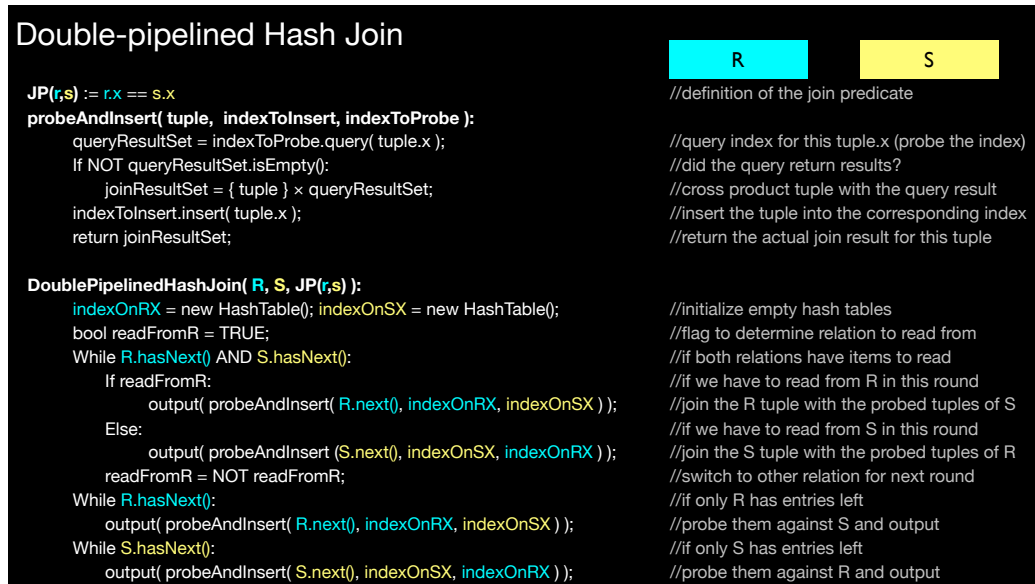 Double-pipelined Hash Join
R S
JP(r,s) := r.x == s.x //definition of the join predicate
probeAndInsert( tuple, indexToInsert, indexToProbe ):
queryResultSet = indexToProbe.query( tuple.x ); //query index for this tuple.x (probe the index)
If NOT queryResultSet.isEmpty(): //did the query return results?
joinResultSet = { tuple } × queryResultSet; //cross product tuple with the query result
indexToInsert.insert( tuple.x ); //insert the tuple into the corresponding index
return joinResultSet; //return the actual join result for this tuple
DoublePipelinedHashJoin( R, S, JP(r,s) ):
indexOnRX = new HashTable(); indexOnSX = new HashTable(); //initialize empty hash tables
bool readFromR = TRUE; //flag to determine relation to read from
While R.hasNext() AND S.hasNext(): //if both relations have items to read
If readFromR: //if we have to read from R in this round
output( probeAndInsert( R.next(), indexOnRX, indexOnSX ) ); //join the R tuple with the probed tuples of S
Else: //if we have to read from S in this round
output( probeAndInsert (S.next(), indexOnSX, indexOnRX ) ); //join the S tuple with the probed tuples of R
readFromR = NOT readFromR; //switch to other relation for next round
While R.hasNext(): //if only R has entries left
output( probeAndInsert( R.next(), indexOnRX, indexOnSX ) ); //probe them against S and output
While S.hasNext(): //if only S has entries left
output( probeAndInsert( S.next(), indexOnSX, indexOnRX ) ); //probe them against R and output